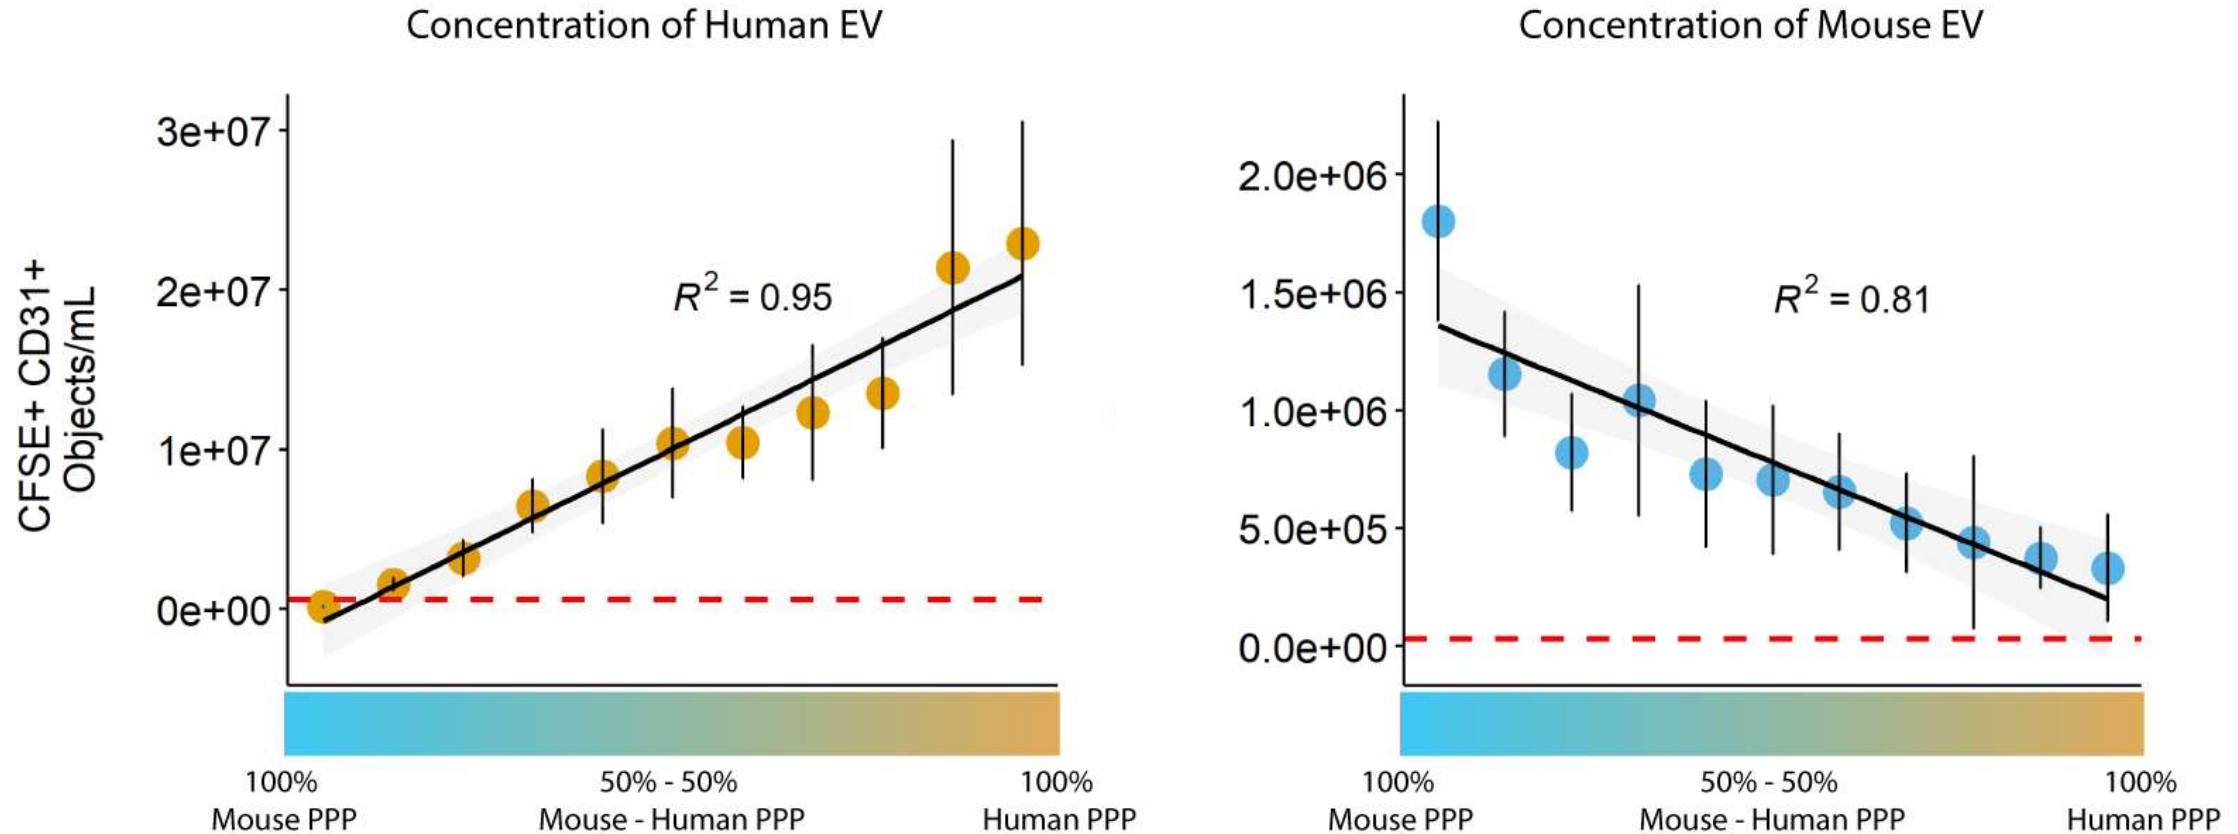 Concentration of Human EV
CFSE+ CD31+
Objects/mL
3e+07
2e+07
1e+07
0e+00
R² = 0.95
100%
Mouse PPP
50% - 50%
Mouse - Human PPP
100%
Human PPP
Concentration of Mouse EV
2.0e+06
1.5e+06
1.0e+06
5.0e+05
0.0e+00
R² = 0.81
100%
Mouse PPP
50% - 50%
Mouse - Human PPP
100%
Human PPP